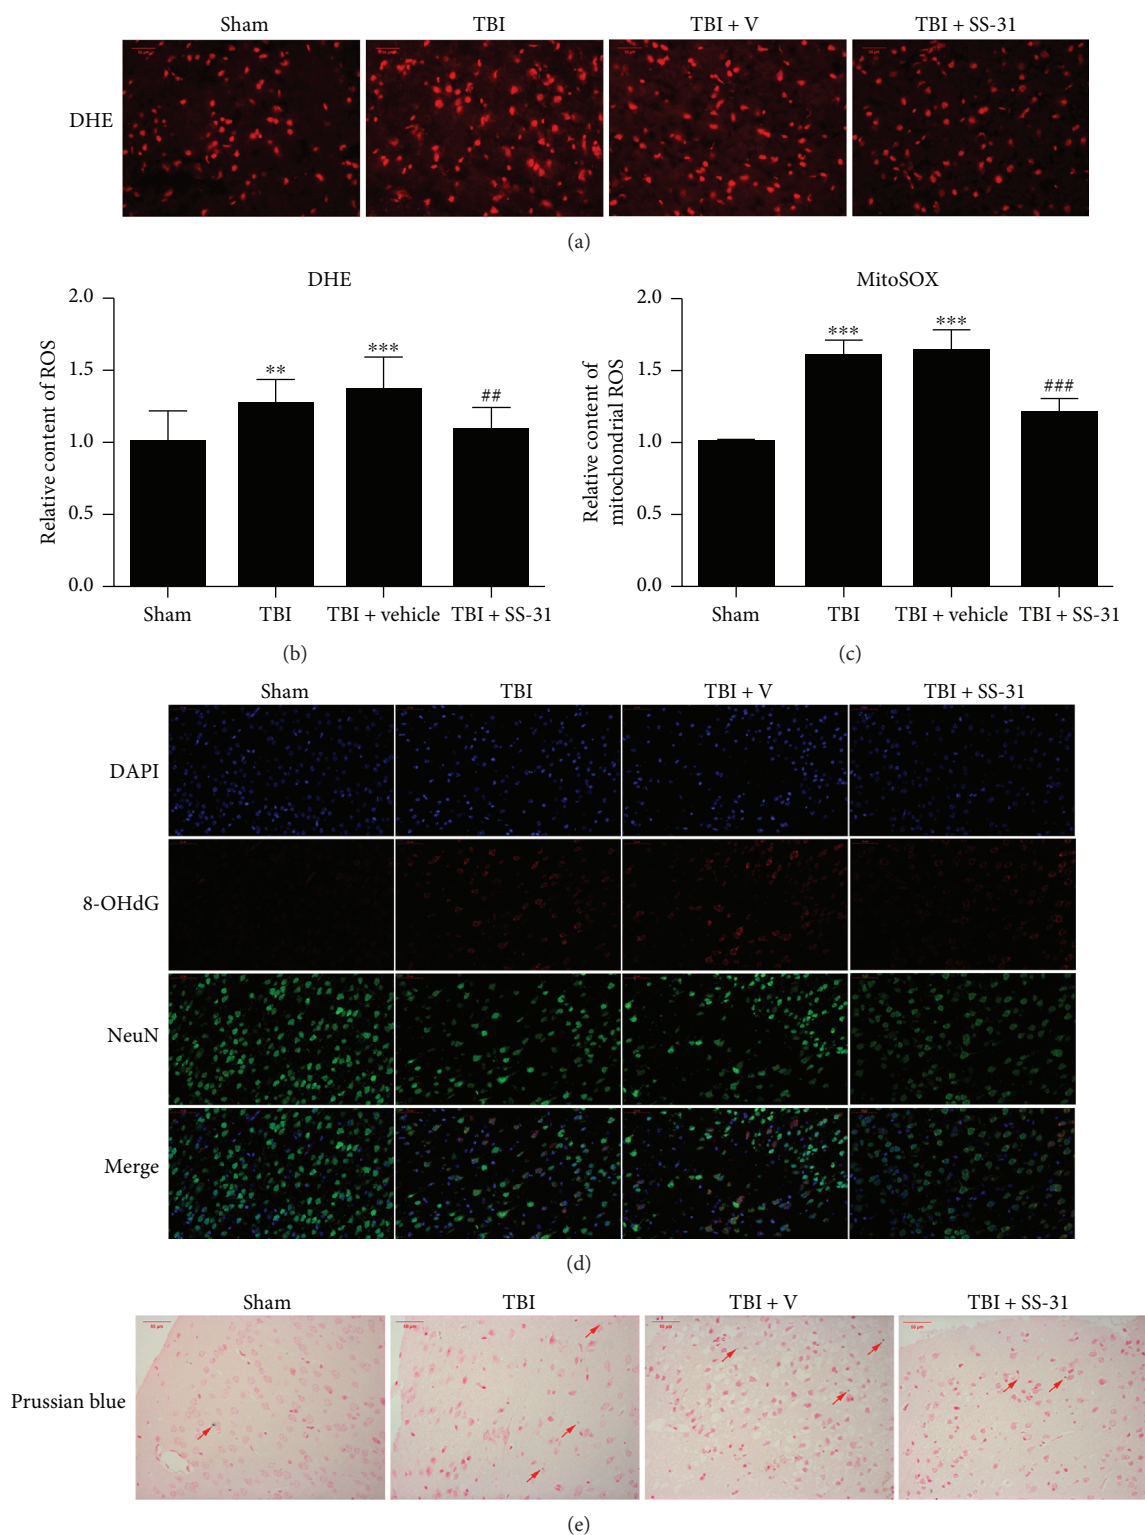 Sham TBI TBI + V TBI + SS-31
DHE
(a)
DHE
Relative content of ROS
2.0
1.5
1.0
0.5
0.0
**
***
##
Sham TBI TBI + vehicle TBI + SS-31
(b)
MitoSOX
Relative content of
mitochondrial ROS
2.0
1.5
1.0
0.5
0.0
***
***
###
Sham TBI TBI + vehicle TBI + SS-31
(c)
Sham TBI TBI + V TBI + SS-31
DAPI
8-OHdG
NeuN
Merge
(d)
Sham TBI TBI + V TBI + SS-31
Prussian blue
50 μm
(e)